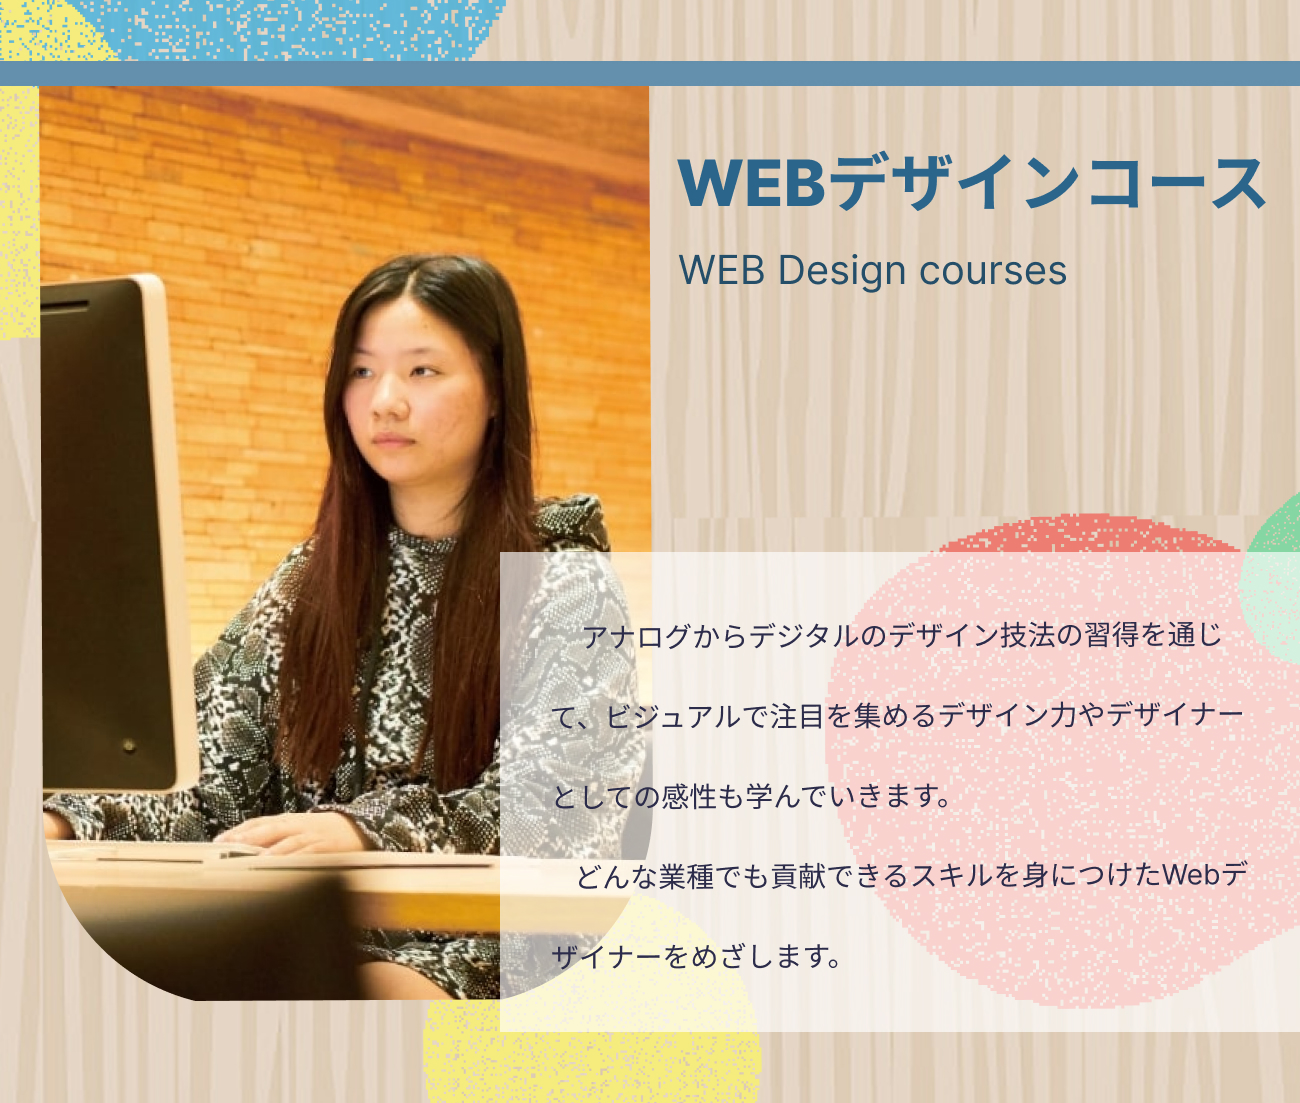 WEBデザインコース
WEB Design courses
アナログからデジタルのデザイン技法の習得を通じ
て、ビジュアルで注目を集めるデザイン力やデザイナー
としての感性も学んでいきます。
どんな業種でも貢献できるスキルを身につけたWebデ
ザイナーをめざします。